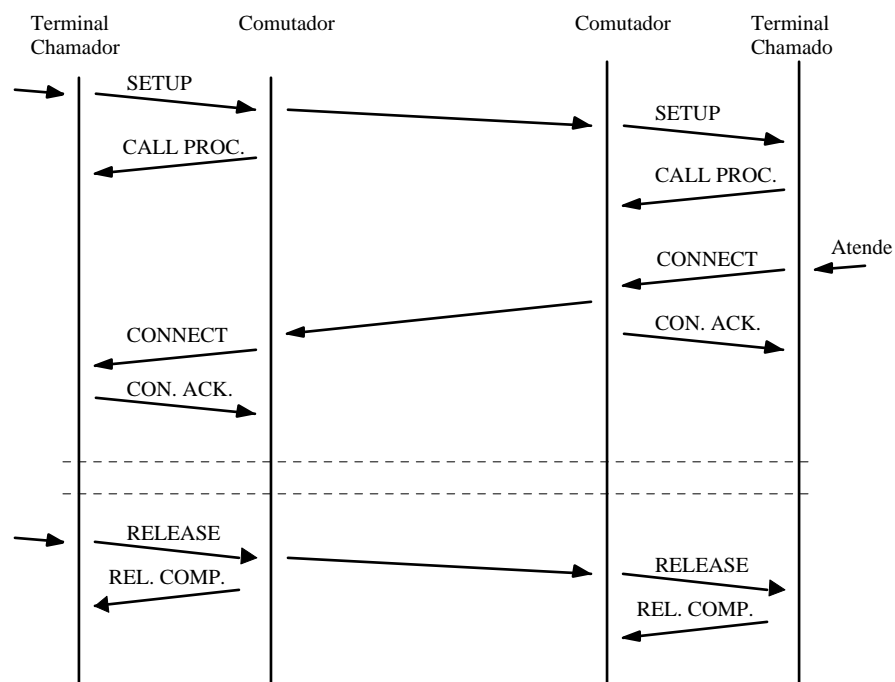 Terminal
Chamador
Comutador
Comutador
Terminal
Chamado
SETUP
SETUP
CALL PROC.
CALL PROC.
Atende
CONNECT
CON. ACK.
CONNECT
CON. ACK.
RELEASE
RELEASE
REL. COMP.
REL. COMP.